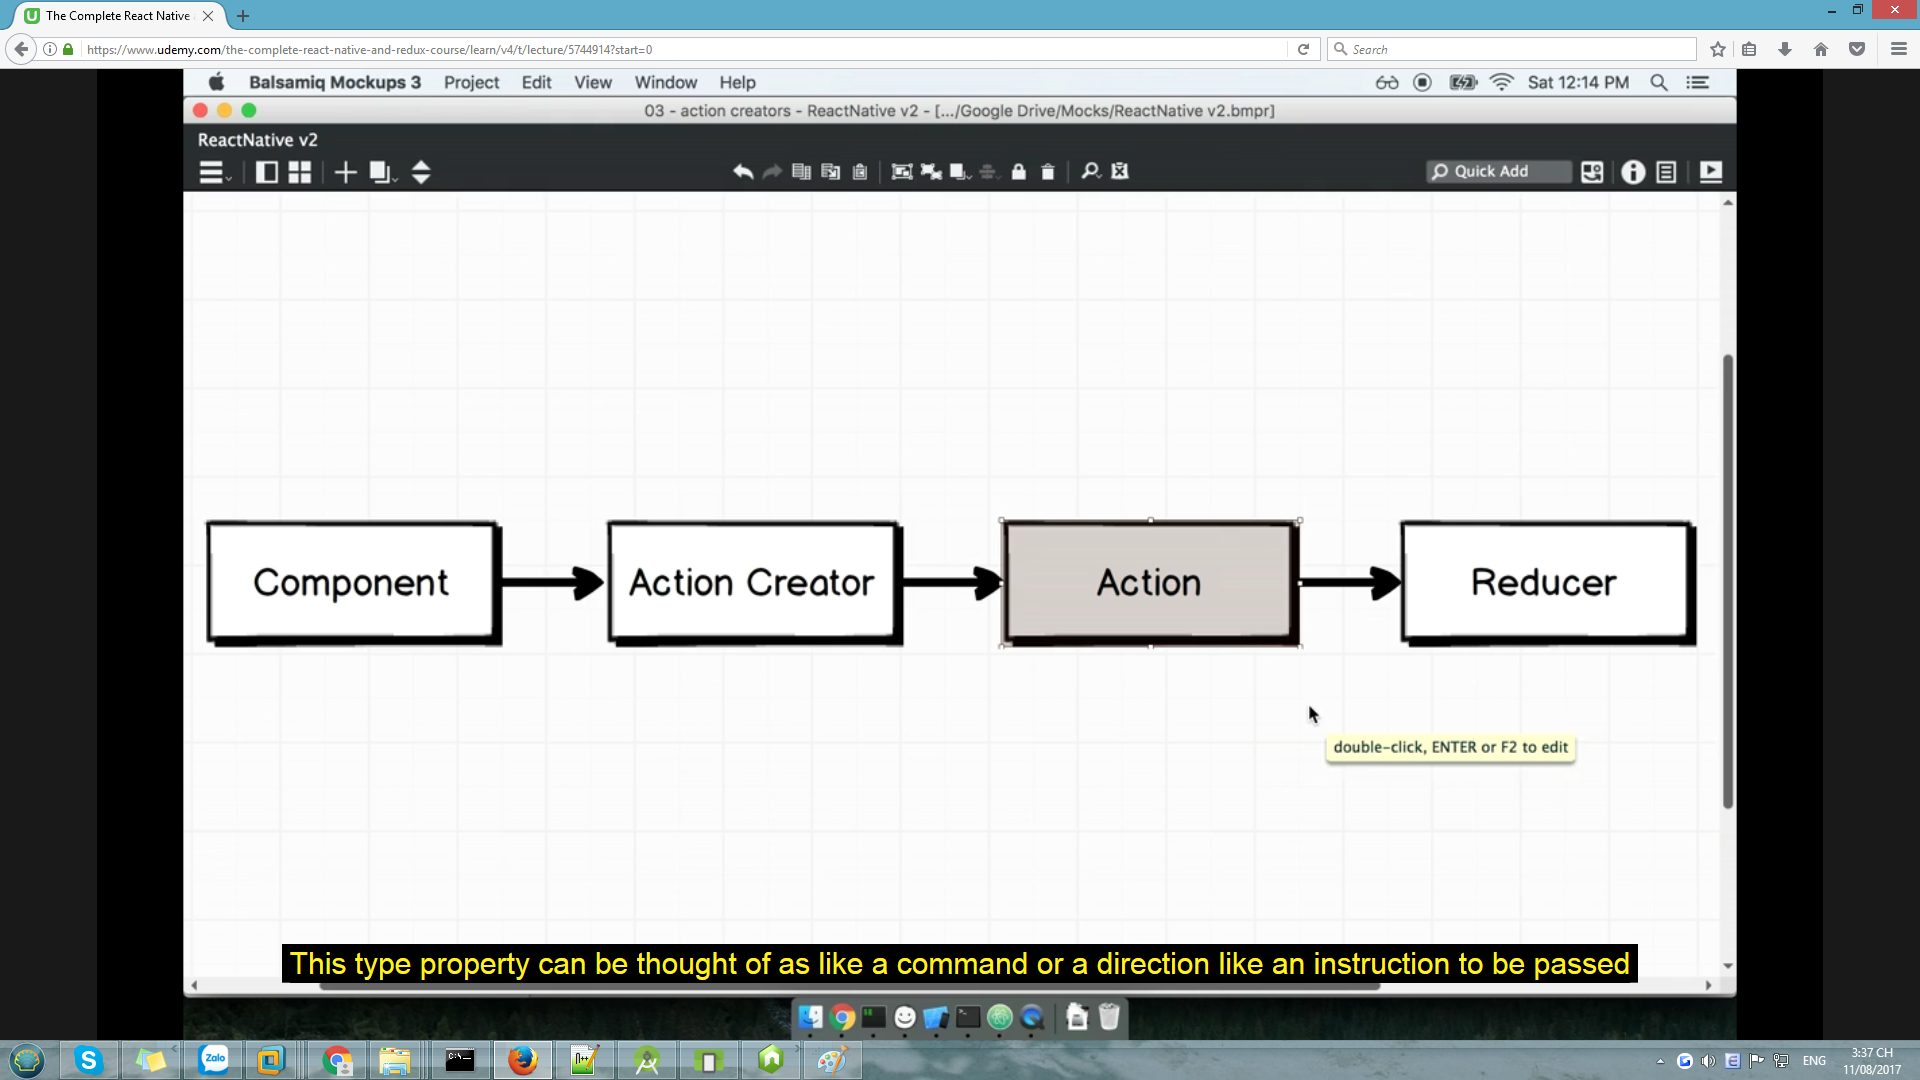 The Complete React Native
https://www.udemy.com/the-complete-react-native-and-redux-course/learn/v4/t/lecture/5744914?start=0
Search
Balsamiq Mockups 3 Project Edit View Window Help
Sat 12:14 PM
03 - action creators - ReactNative v2 - [.../Google Drive/Mocks/ReactNative v2.bmpr]
ReactNative v2
Quick Add
Component
Action Creator
Action
Reducer
double-click, ENTER or F2 to edit
This type property can be thought of as like a command or a direction like an instruction to be passed
Zalo
C:\-
ENG
3:37 CH
11/08/2017